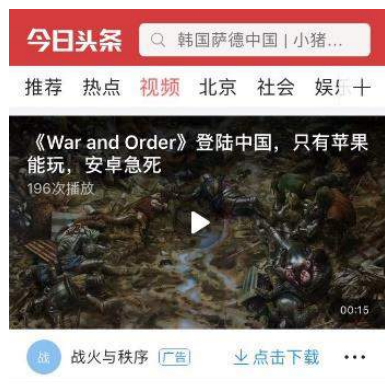 今日头条
韩国萨德中国 | 小猪...
推荐 热点 视频 北京 社会 娱
《War and Order》登陆中国，只有苹果
能玩，安卓急死
196次播放
00:15
战 战火与秩序 广告 点击下载